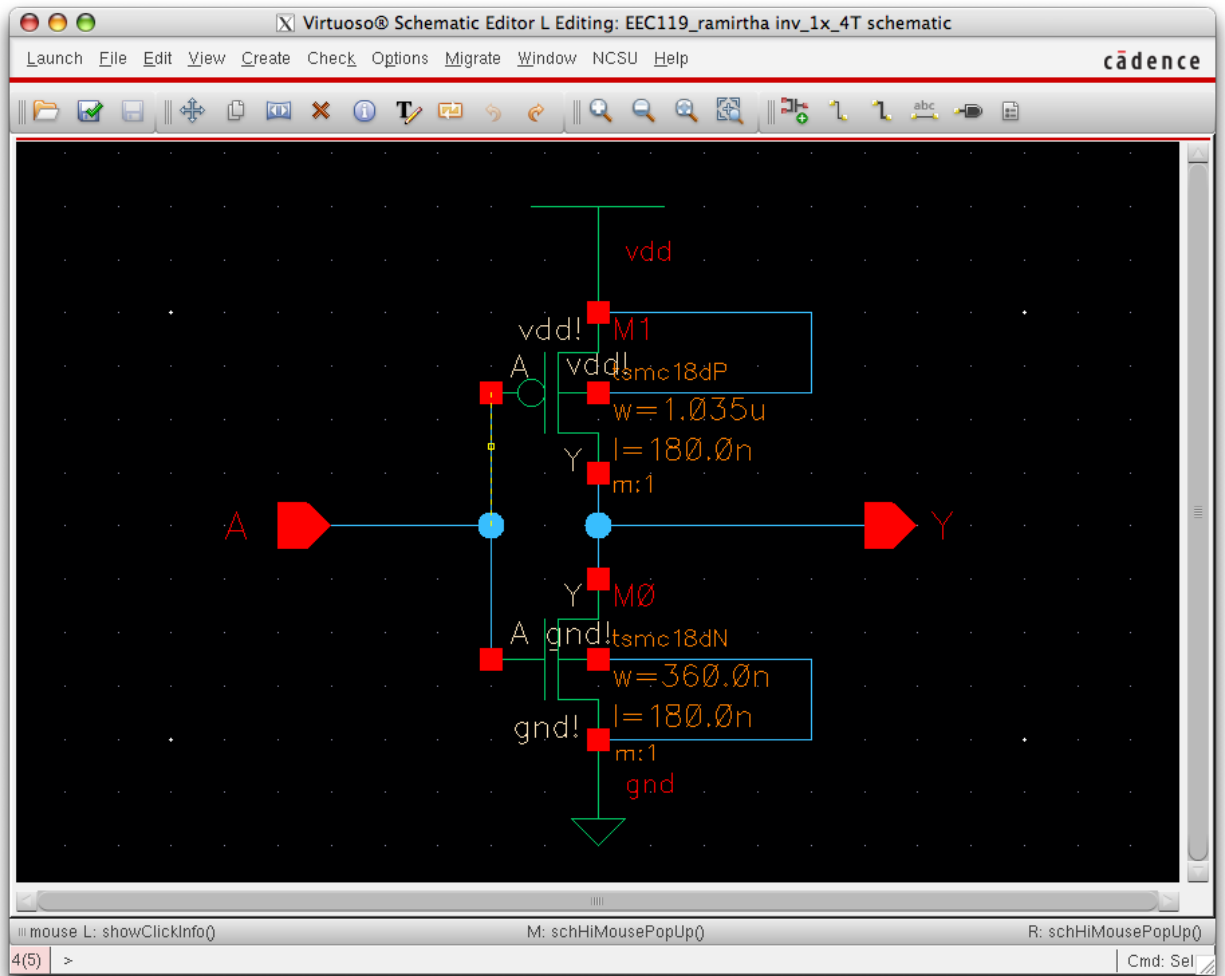 Virtuoso® Schematic Editor L Editing: EEC119_ramirtha inv_1x_4T schematic
Launch File Edit View Create Check Options Migrate Window NCSU Help
cādence
abc
vdd
vdd!
M1
A
vdd!
tsmc18dP
w=1.035u
l=180.0n
Y
m:1
A
Y
Y
M0
A
gnd!
tsmc18dN
w=360.0n
l=180.0n
gnd!
m:1
gnd
mouse L: showClickInfo()
M: schHiMousePopUp()
R: schHiMousePopUp()
4(5)
>
Cmd: Sel